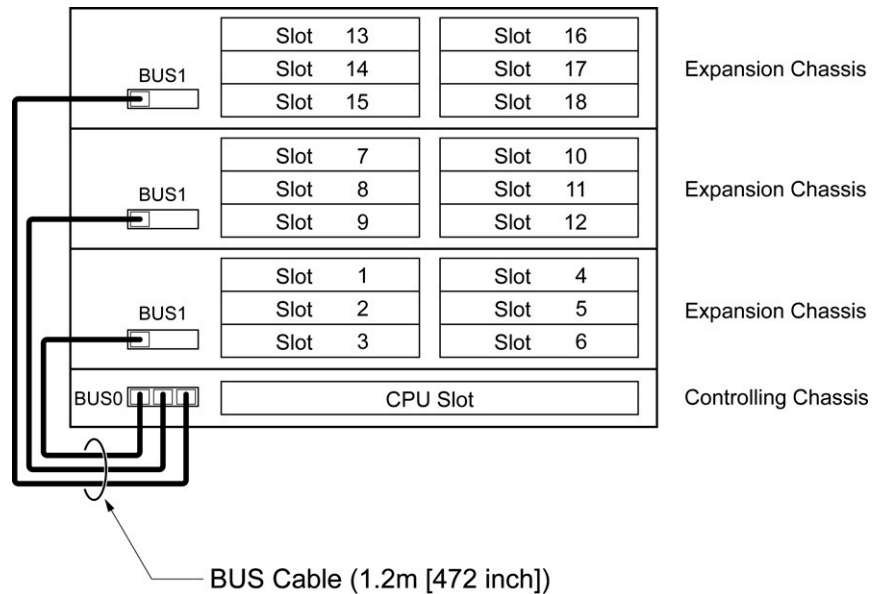 Slot 13 Slot 16
BUS1 Slot 14 Slot 17 Expansion Chassis
Slot 15 Slot 18
Slot 7 Slot 10
BUS1 Slot 8 Slot 11 Expansion Chassis
Slot 9 Slot 12
Slot 1 Slot 4
BUS1 Slot 2 Slot 5 Expansion Chassis
Slot 3 Slot 6
BUS0 CPU Slot Controlling Chassis
BUS Cable (1.2m [472 inch])